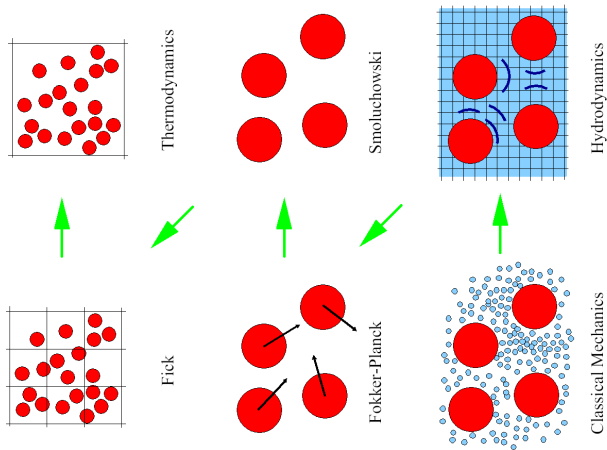 Thermodynamics
Smoluchowski
Hydrodynamics
Fick
Fokker-Planck
Classical Mechanics